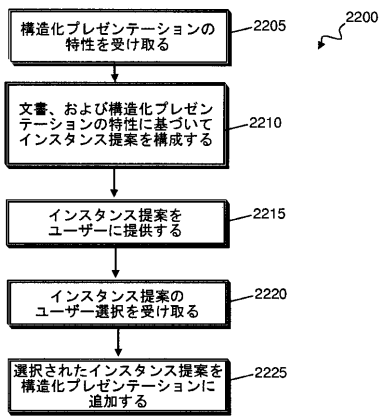 2200
構造化プレゼンテーションの
特性を受け取る
2205
文書、および構造化プレゼン
テーションの特性に基づいて
インスタンス提案を構成する
2210
インスタンス提案を
ユーザーに提供する
2215
インスタンス提案の
ユーザー選択を受け取る
2220
選択されたインスタンス提案を
構造化プレゼンテーションに
追加する
2225